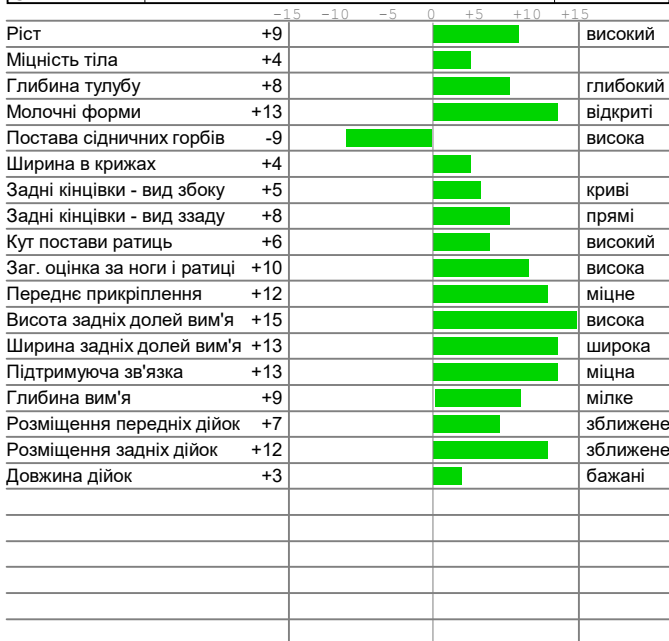 -15 -10 -5 0 +5 +10 +15
Ріст +9 високий
Міцність тіла +4
Глибина тулубу +8 глибокий
Молочні форми +13 відкриті
Постава сідничних горбів -9 висока
Ширина в крижах +4
Задні кінцівки - вид збоку +5 криві
Задні кінцівки - вид ззаду +8 прямі
Кут постави ратиць +6 високий
Заг. оцінка за ноги і ратиці +10 висока
Переднє прикріплення +12 міцне
Висота задніх долей вим'я +15 висока
Ширина задніх долей вим'я +13 широка
Підтримуюча зв'язка +13 міцна
Глибина вим'я +9 мілке
Розміщення передніх дійок +7 зближене
Розміщення задніх дійок +12 зближене
Довжина дійок +3 бажані